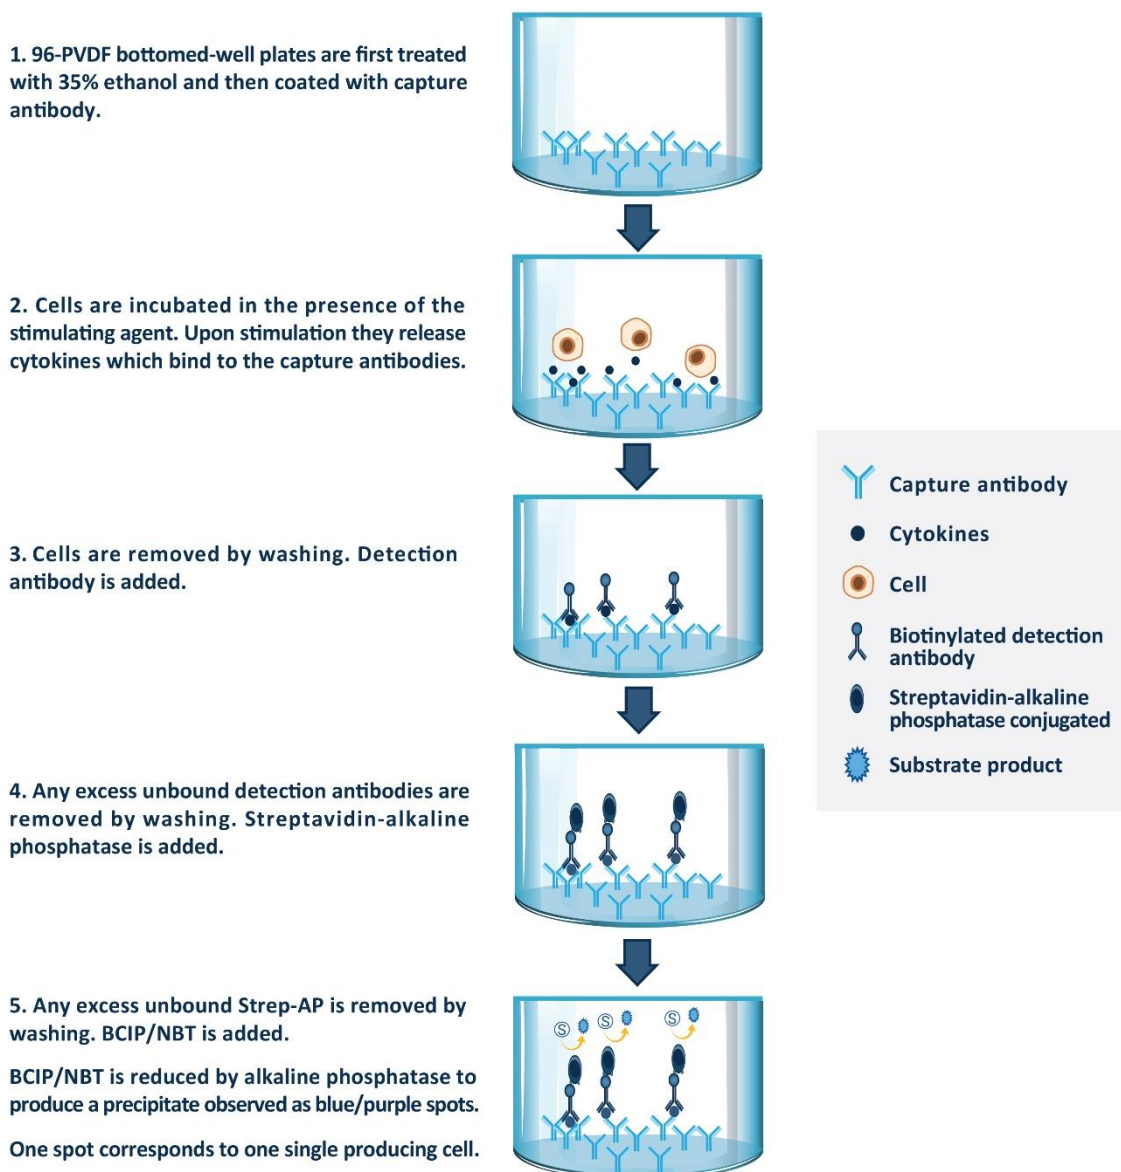 1. 96-PVDF bottomed-well plates are first treated
with 35% ethanol and then coated with capture
antibody.
2. Cells are incubated in the presence of the
stimulating agent. Upon stimulation they release
cytokines which bind to the capture antibodies.
3. Cells are removed by washing. Detection
antibody is added.
4. Any excess unbound detection antibodies are
removed by washing. Streptavidin-alkaline
phosphatase is added.
5. Any excess unbound Strep-AP is removed by
washing. BCIP/NBT is added.
BCIP/NBT is reduced by alkaline phosphatase to
produce a precipitate observed as blue/purple spots.
One spot corresponds to one single producing cell.
S
S
S
Capture antibody
Cytokines
Cell
Biotinylated detection
antibody
Streptavidin-alkaline
phosphatase conjugated
Substrate product